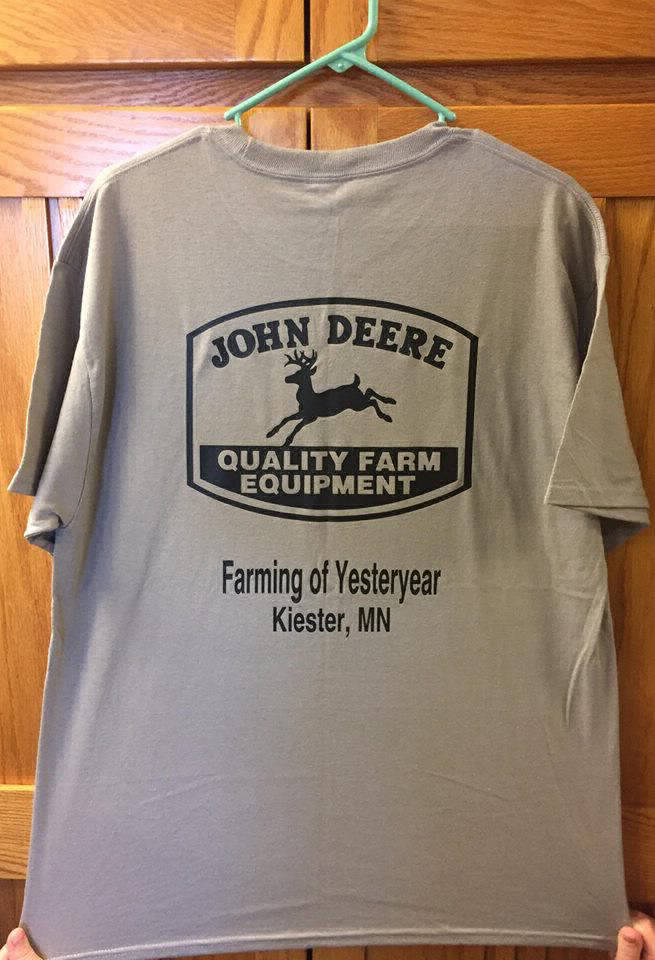 JOHN DEERE
QUALITY FARM
EQUIPMENT
Farming of Yesteryear
Kiester, MN